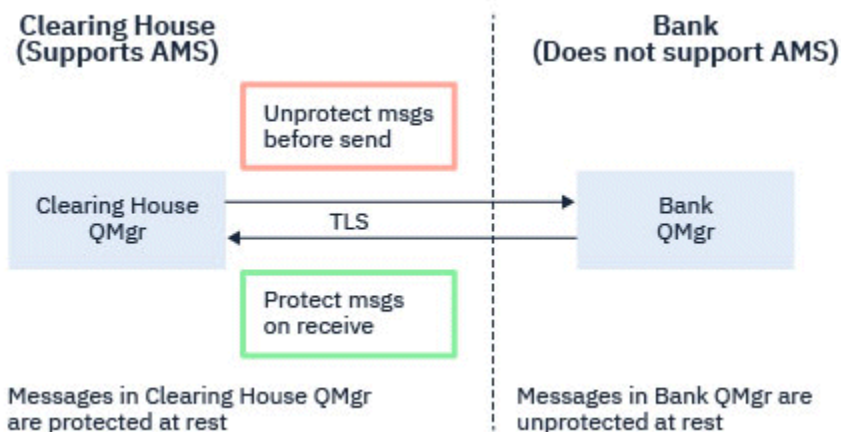 Clearing House
(Supports AMS)
Bank
(Does not support AMS)
Unprotect msgs
before send
Clearing House
QMgr
TLS
Bank
QMgr
Protect msgs
on receive
Messages in Clearing House QMgr
are protected at rest
Messages in Bank QMgr are
unprotected at rest